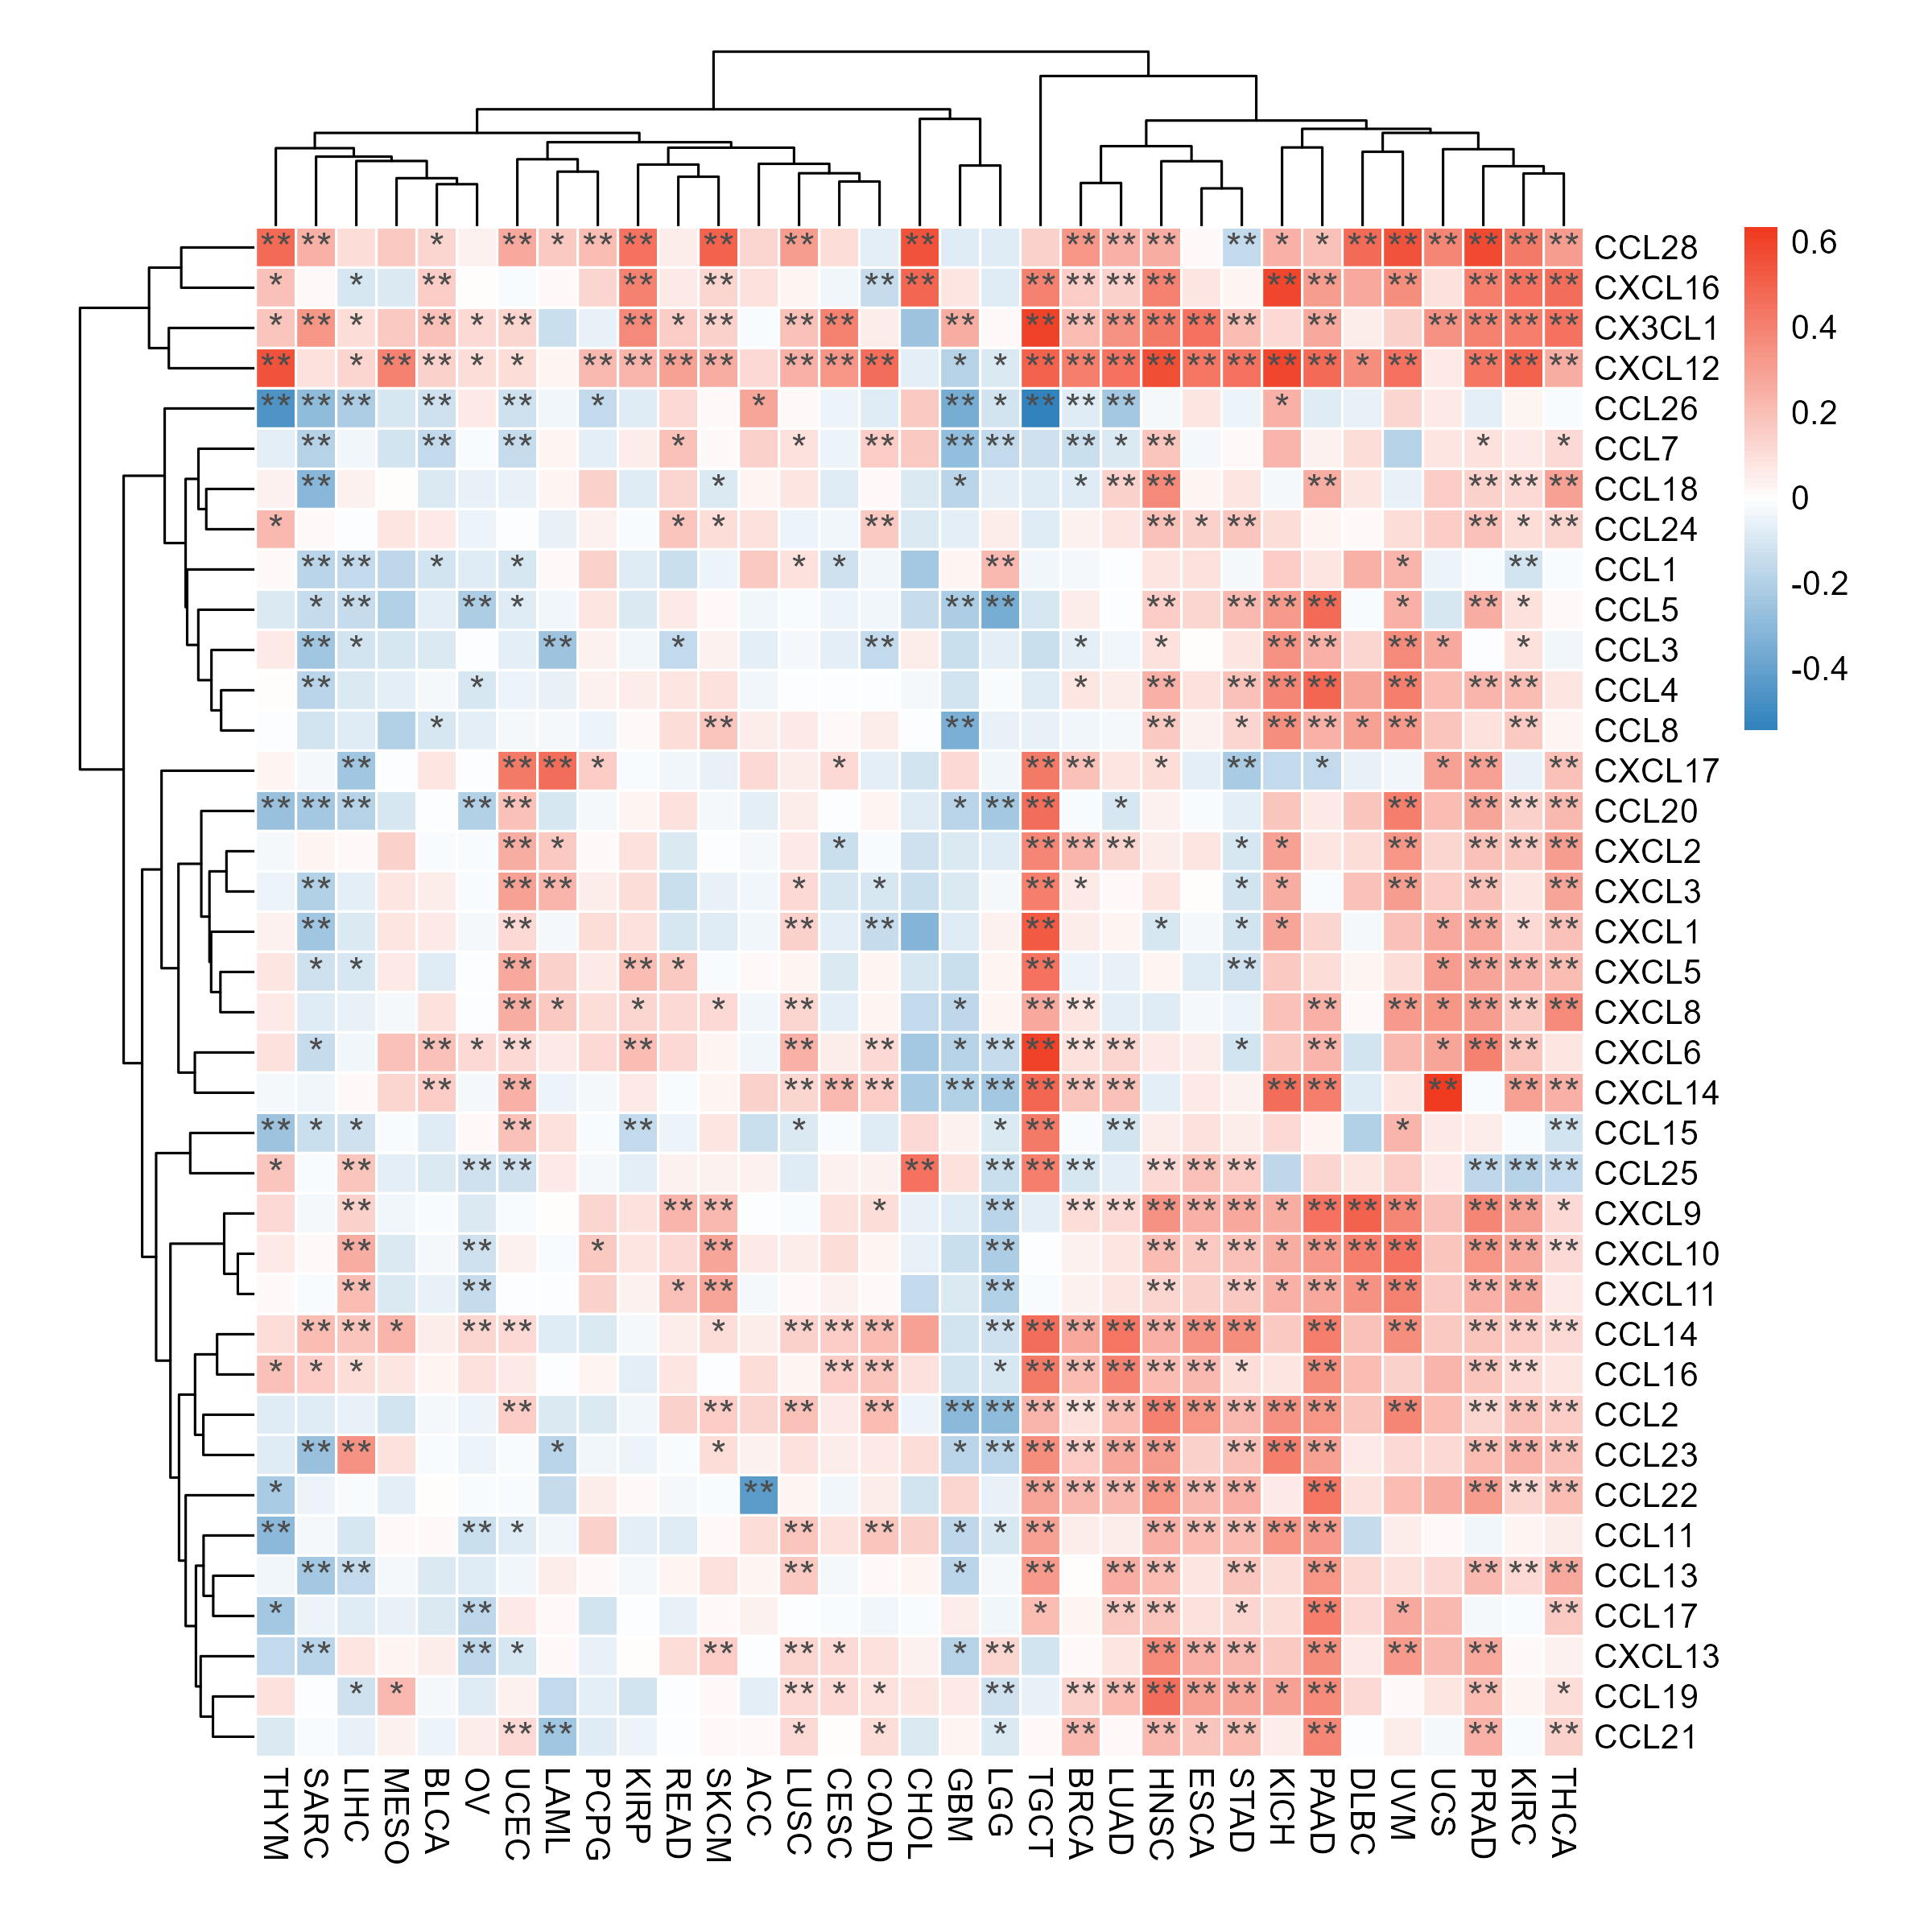 CCL28
CXCL16
CX3CL1
CXCL12
CCL26
CCL7
CCL18
CCL24
CCL1
CCL5
CCL3
CCL4
CCL8
CXCL17
CCL20
CXCL2
CXCL3
CXCL1
CXCL5
CXCL8
CXCL6
CXCL14
CCL15
CCL25
CXCL9
CXCL10
CXCL11
CCL14
CCL16
CCL2
CCL23
CCL22
CCL11
CCL13
CCL17
CXCL13
CCL19
CCL21
0.6
0.4
0.2
0
-0.2
-0.4
THYM
SARC
LIHC
MESO
BLCA
OV
UCEC
LAML
PCPG
KIRP
READ
SKCM
ACC
LUSC
CESC
COAD
CHOL
GBM
LGG
TGCT
BRCA
LUAD
HNSC
ESCA
STAD
KICH
PAAD
DLBC
UVM
UCS
PRAD
KIRC
THCA